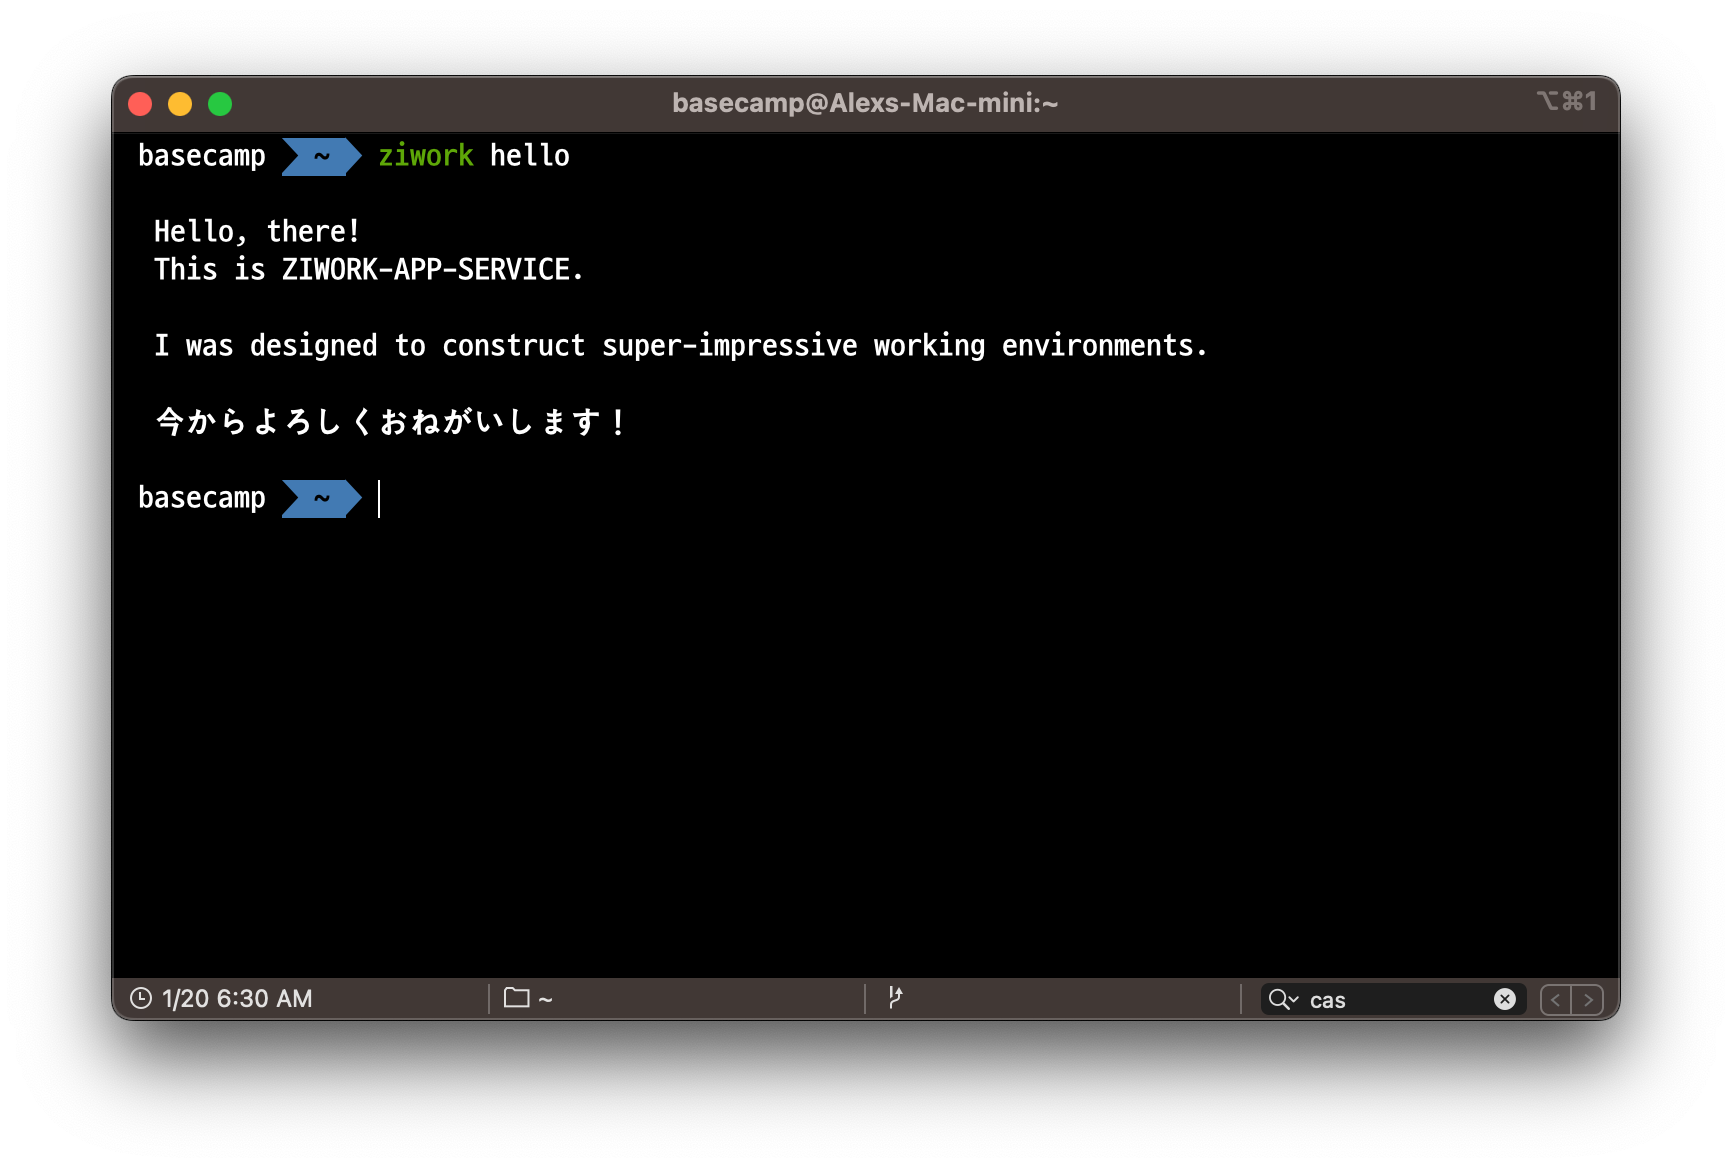 basecamp@Alexs-Mac-mini:~ ⌥⌘1
basecamp ~ ziwork hello
Hello, there!
This is ZIWORK-APP-SERVICE.
I was designed to construct super-impressive working environments.
今からよろしくおねがいします！
basecamp ~
1/20 6:30 AM ~ cas